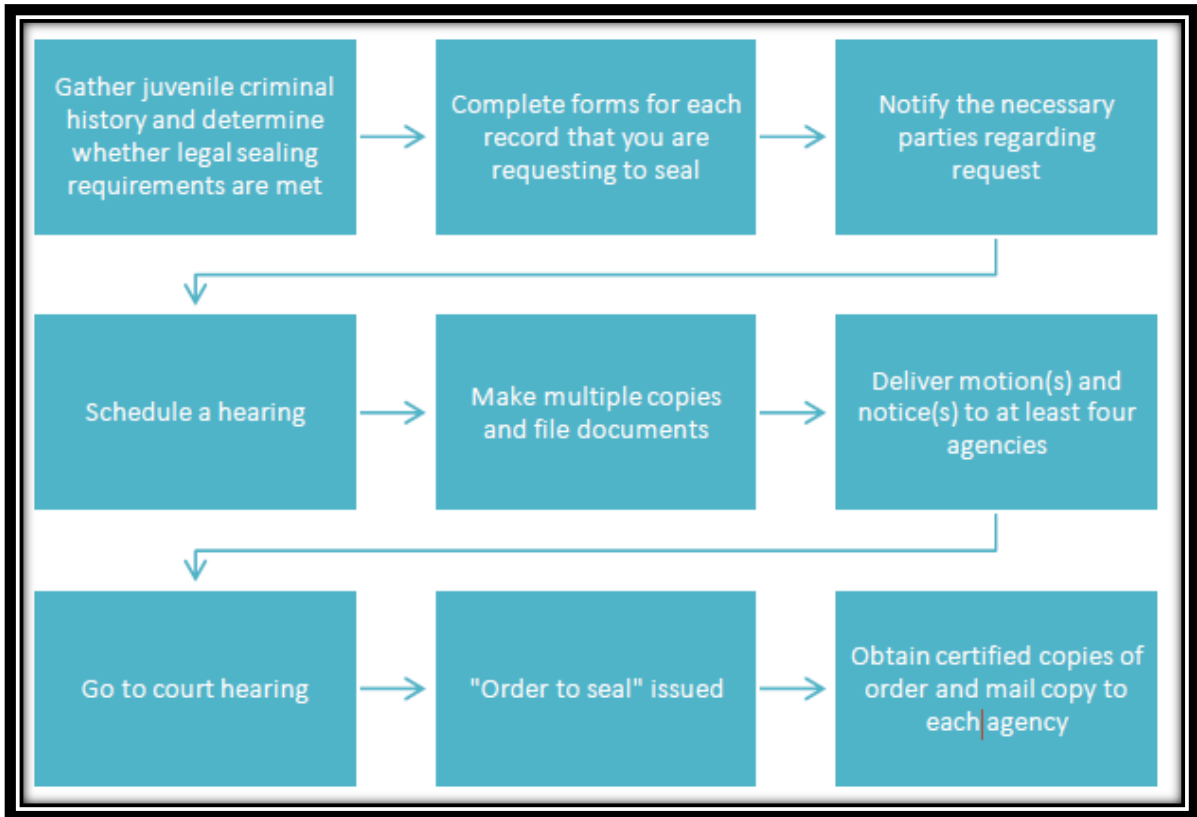 Gather juvenile criminal
history and determine
whether legal sealing
requirements are met
Complete forms for each
record that you are
requesting to seal
Notify the necessary
parties regarding
request
Schedule a hearing
Make multiple copies
and file documents
Deliver motion(s) and
notice(s) to at least four
agencies
Go to court hearing
"Order to seal" issued
Obtain certified copies of
order and mail copy to
each agency